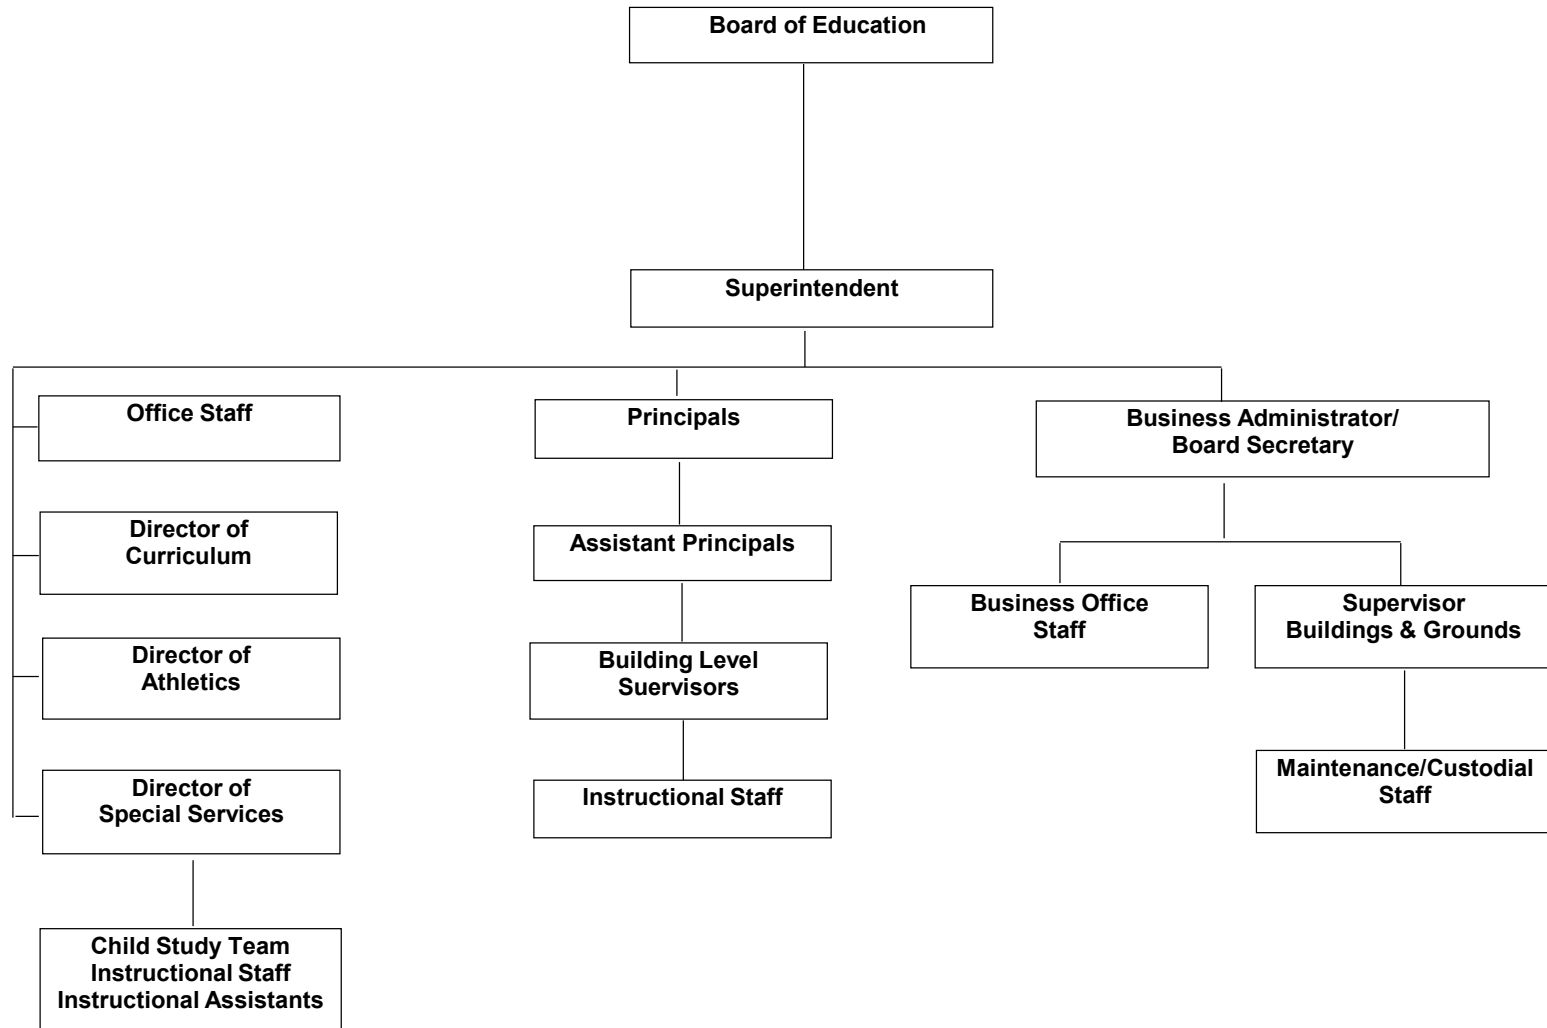 Board of Education
Superintendent
Office Staff
Principals
Business Administrator/
Board Secretary
Director of
Curriculum
Assistant Principals
Business Office
Staff
Supervisor
Buildings & Grounds
Director of
Athletics
Building Level
Suervisors
Director of
Special Services
Instructional Staff
Maintenance/Custodial
Staff
Child Study Team
Instructional Staff
Instructional Assistants